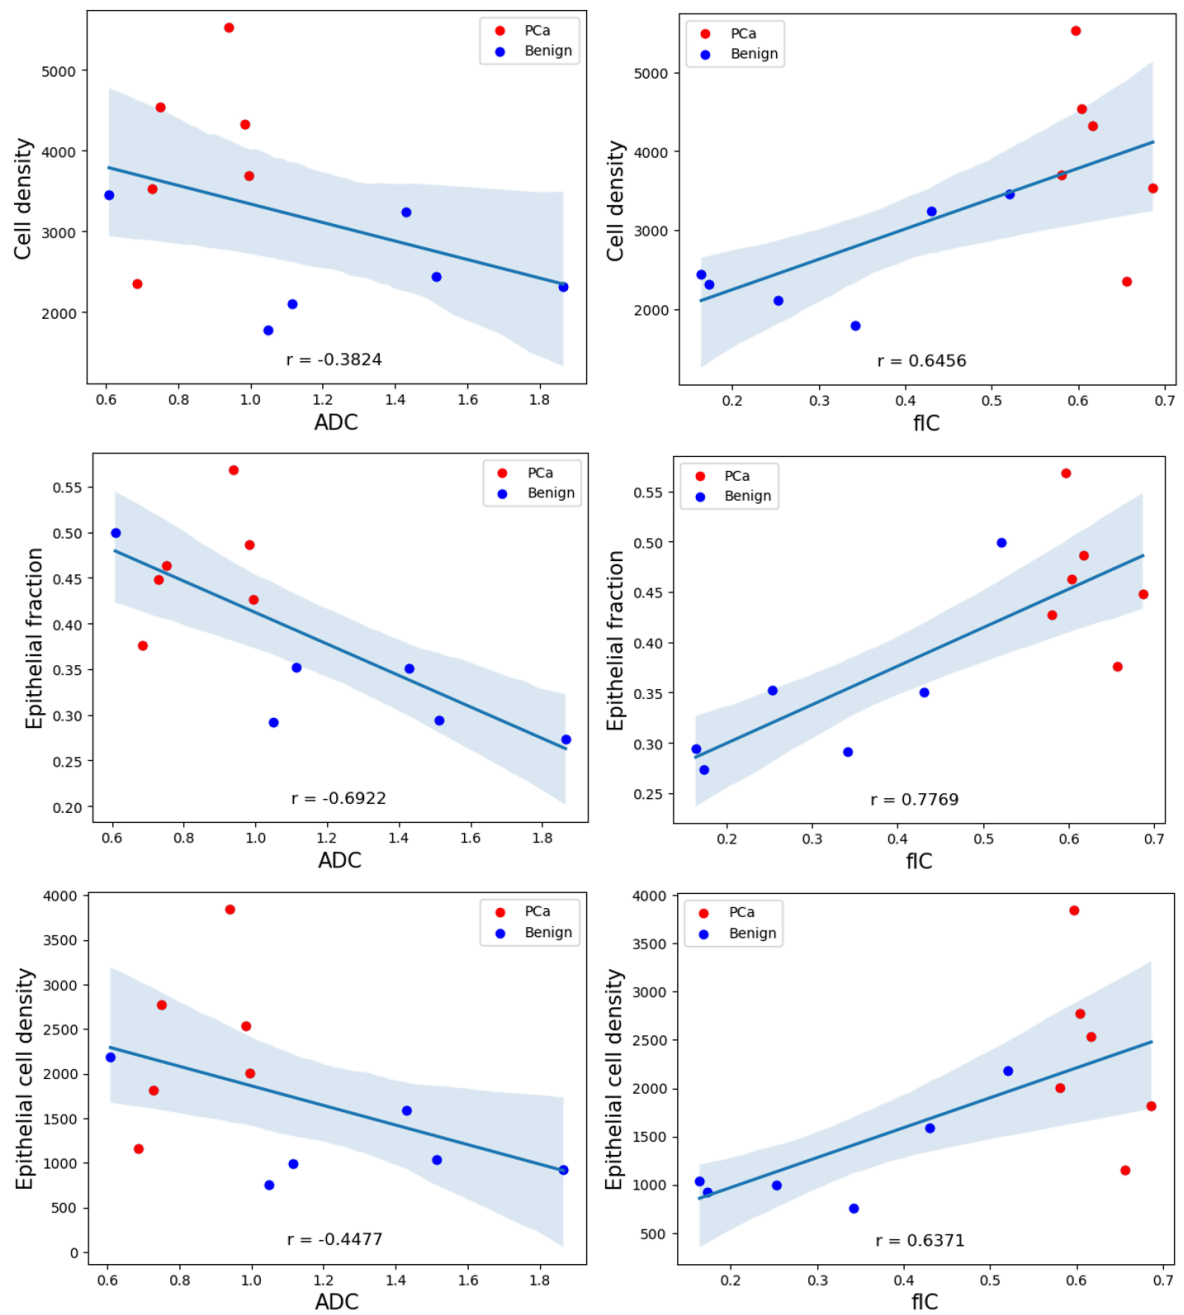 PCa
Benign
5000
4000
3000
2000
Cell density
r = -0.3824
0.6 0.8 1.0 1.2 1.4 1.6 1.8
ADC
PCa
Benign
5000
4000
3000
2000
Cell density
r = 0.6456
0.2 0.3 0.4 0.5 0.6 0.7
fIC
PCa
Benign
0.55
0.50
0.45
0.40
0.35
0.30
0.25
0.20
Epithelial fraction
r = -0.6922
0.6 0.8 1.0 1.2 1.4 1.6 1.8
ADC
PCa
Benign
0.55
0.50
0.45
0.40
0.35
0.30
0.25
Epithelial fraction
r = 0.7769
0.2 0.3 0.4 0.5 0.6 0.7
fIC
PCa
Benign
4000
3500
3000
2500
2000
1500
1000
500
0
Epithelial cell density
r = -0.4477
0.6 0.8 1.0 1.2 1.4 1.6 1.8
ADC
PCa
Benign
4000
3500
3000
2500
2000
1500
1000
500
Epithelial cell density
r = 0.6371
0.2 0.3 0.4 0.5 0.6 0.7
fIC